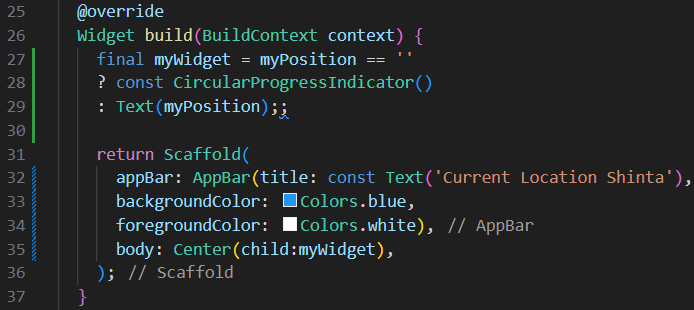 25 @override
26 Widget build(BuildContext context) {
27 final myWidget = myPosition == ''
28 ? const CircularProgressIndicator()
29 : Text(myPosition);;
30
31 return Scaffold(
32 appBar: AppBar(title: const Text('Current Location Shinta'),
33 backgroundColor: Colors.blue,
34 foregroundColor: Colors.white), // AppBar
35 body: Center(child:myWidget),
36 ); // Scaffold
37 }